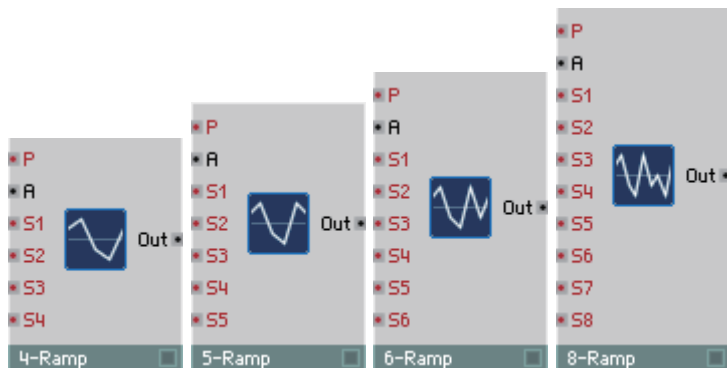 P
A
S1
S2
S3
S4
Out
4-Ramp
P
A
S1
S2
S3
S4
S5
Out
5-Ramp
P
A
S1
S2
S3
S4
S5
S6
Out
6-Ramp
P
A
S1
S2
S3
S4
S5
S6
S7
S8
Out
8-Ramp